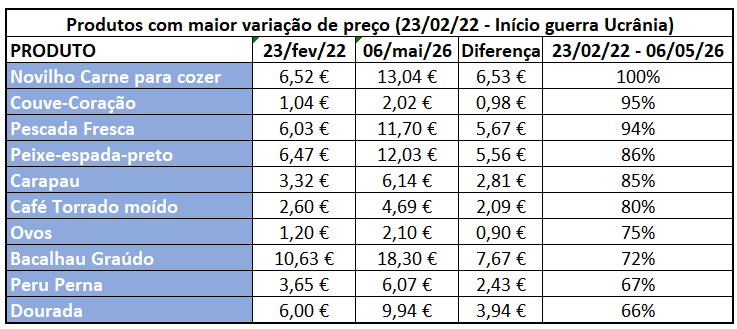 Produtos com maior variação de preço (23/02/22 - Início guerra Ucrânia)
PRODUTO 23/fev/22 06/mai/26 Diferença 23/02/22 - 06/05/26
Novilho Carne para cozer 6,52 € 13,04 € 6,53 € 100%
Couve-Coração 1,04 € 2,02 € 0,98 € 95%
Pescada Fresca 6,03 € 11,70 € 5,67 € 94%
Peixe-espada-preto 6,47 € 12,03 € 5,56 € 86%
Carapau 3,32 € 6,14 € 2,81 € 85%
Café Torrado moído 2,60 € 4,69 € 2,09 € 80%
Ovos 1,20 € 2,10 € 0,90 € 75%
Bacalhau Graúdo 10,63 € 18,30 € 7,67 € 72%
Peru Perna 3,65 € 6,07 € 2,43 € 67%
Dourada 6,00 € 9,94 € 3,94 € 66%